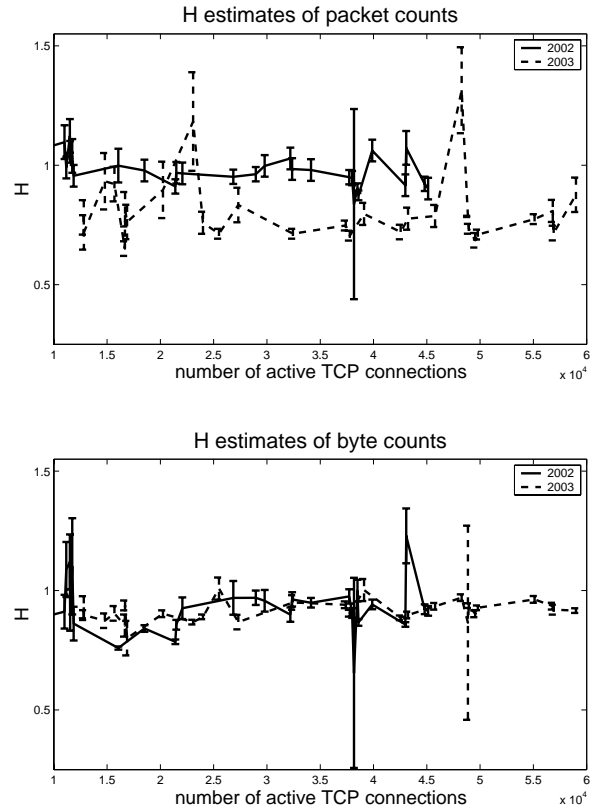 H estimates of packet counts
2002
2003
1.5
1
0.5
H
1 1.5 2 2.5 3 3.5 4 4.5 5 5.5 6
number of active TCP connections
x 10^4
H estimates of byte counts
2002
2003
1.5
1
0.5
H
1 1.5 2 2.5 3 3.5 4 4.5 5 5.5 6
number of active TCP connections
x 10^4